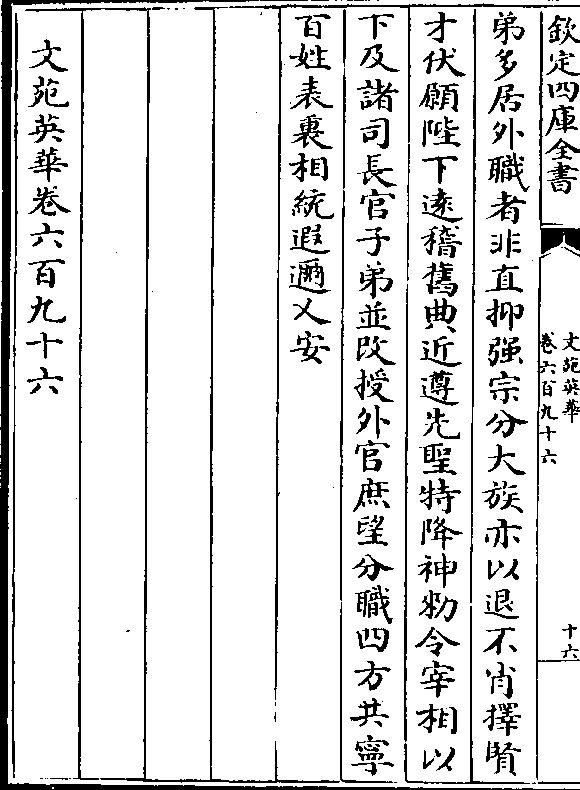 欽定四庫全書
文苑英華
卷六百九十六
十六
弟多居外職者非直抑强宗分大族亦以退不肖擇賢
才伏願陛下逺稽舊典近遵先聖特降神勑令宰相以
下及諸司長官子弟並改授外官庶望分職四方共寧
百姓表裏相統遐邇乂安
文苑英華卷六百九十六